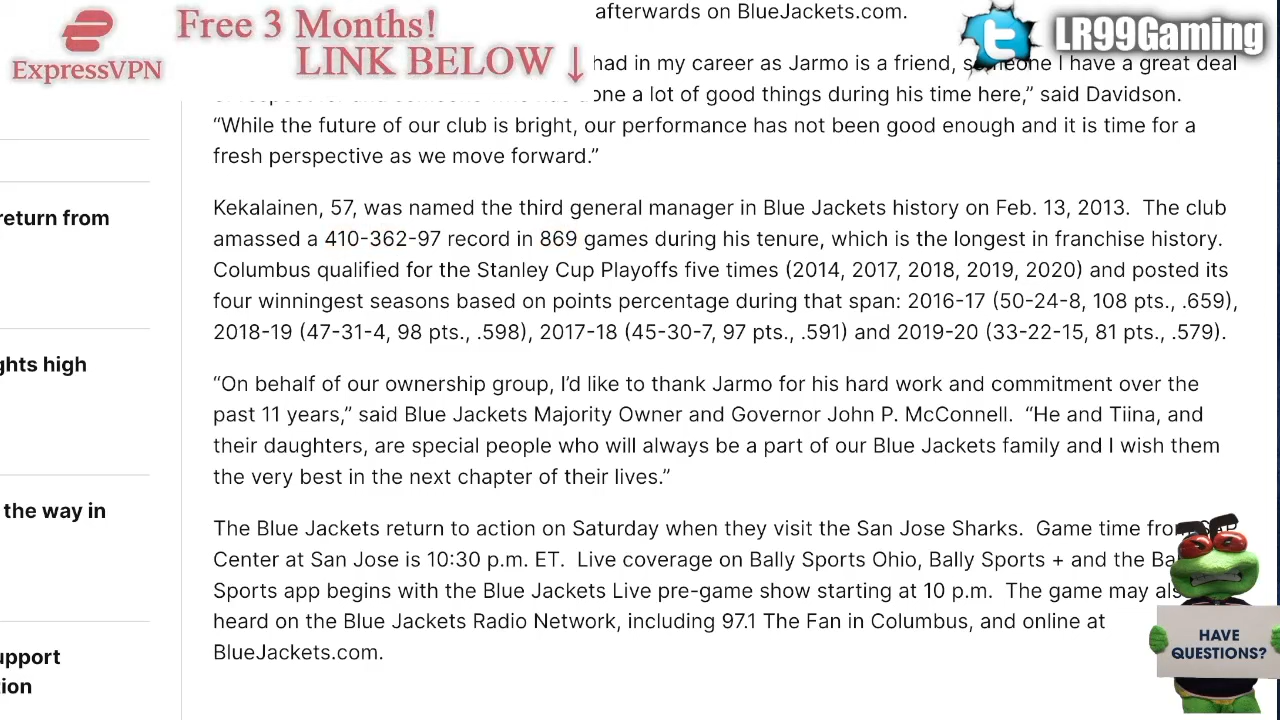 afterwards on BlueJackets.com.
Free 3 Months!
LINK BELOW ↓
ExpressVPN
LR99Gaming
had in my career as Jarmo is a friend, someone I have a great deal
done a lot of good things during his time here,” said Davidson.
“While the future of our club is bright, our performance has not been good enough and it is time for a
fresh perspective as we move forward.”
return from
Kekalainen, 57, was named the third general manager in Blue Jackets history on Feb. 13, 2013. The club
amassed a 410-362-97 record in 869 games during his tenure, which is the longest in franchise history.
Columbus qualified for the Stanley Cup Playoffs five times (2014, 2017, 2018, 2019, 2020) and posted its
four winningest seasons based on points percentage during that span: 2016-17 (50-24-8, 108 pts., .659),
2018-19 (47-31-4, 98 pts., .598), 2017-18 (45-30-7, 97 pts., .591) and 2019-20 (33-22-15, 81 pts., .579).
ghts high
“On behalf of our ownership group, I’d like to thank Jarmo for his hard work and commitment over the
past 11 years,” said Blue Jackets Majority Owner and Governor John P. McConnell. “He and Tiina, and
their daughters, are special people who will always be a part of our Blue Jackets family and I wish them
the very best in the next chapter of their lives.”
the way in
The Blue Jackets return to action on Saturday when they visit the San Jose Sharks. Game time from SAP
Center at San Jose is 10:30 p.m. ET. Live coverage on Bally Sports Ohio, Bally Sports + and the Ba
Sports app begins with the Blue Jackets Live pre-game show starting at 10 p.m. The game may als
heard on the Blue Jackets Radio Network, including 97.1 The Fan in Columbus, and online at
BlueJackets.com.
upport
tion
HAVE
QUESTIONS?